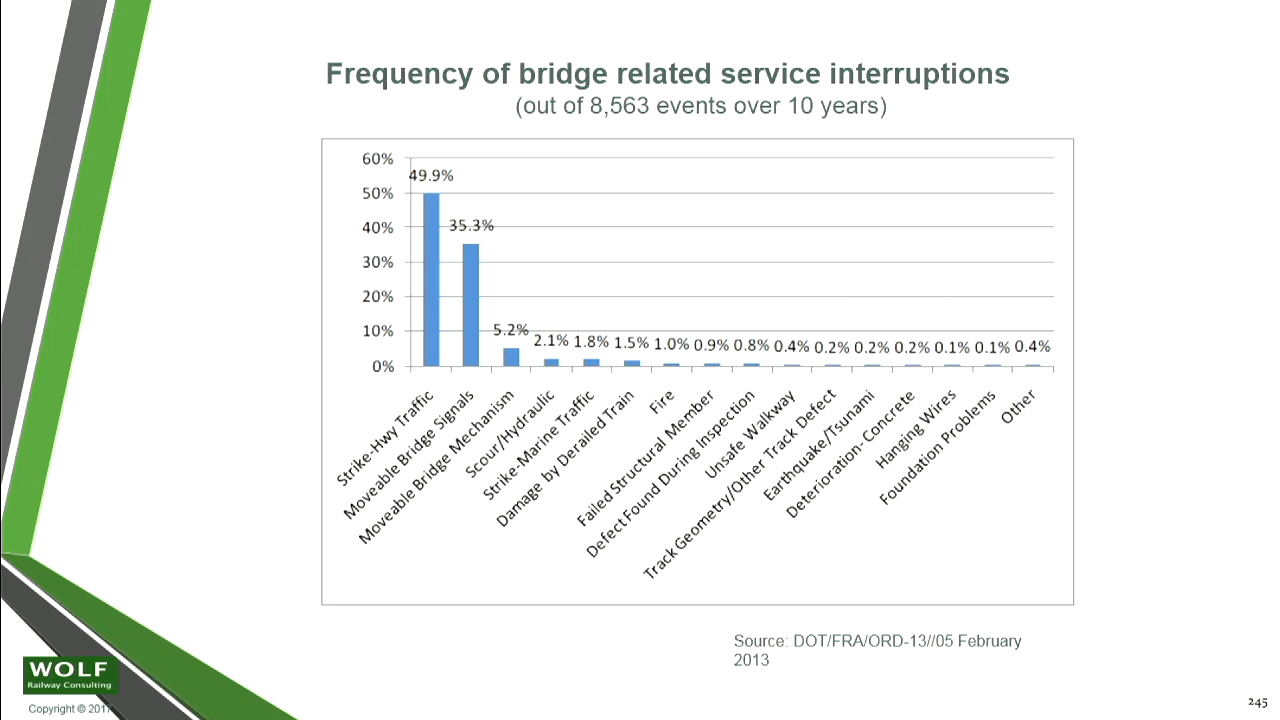 Frequency of bridge related service interruptions
(out of 8,563 events over 10 years)
60%
50%
40%
30%
20%
10%
0%
49.9%
35.3%
5.2%
2.1%
1.8%
1.5%
1.0%
0.9%
0.8%
0.4%
0.2%
0.2%
0.2%
0.1%
0.1%
0.4%
Strike-Hwy Traffic
Moveable Bridge Signals
Moveable Bridge Mechanism
Scour/Hydraulic
Strike-Marine Traffic
Damage by Derailed Train
Fire
Failed Structural Member
Defect Found During Inspection
Unsafe Walkway
Track Geometry/Other Track Defect
Earthquake/Tsunami
Deterioration- Concrete
Hanging Wires
Foundation Problems
Other
Source: DOT/FRA/ORD-13//05 February
2013
WOLF
Railway Consulting
Copyright © 2017
245